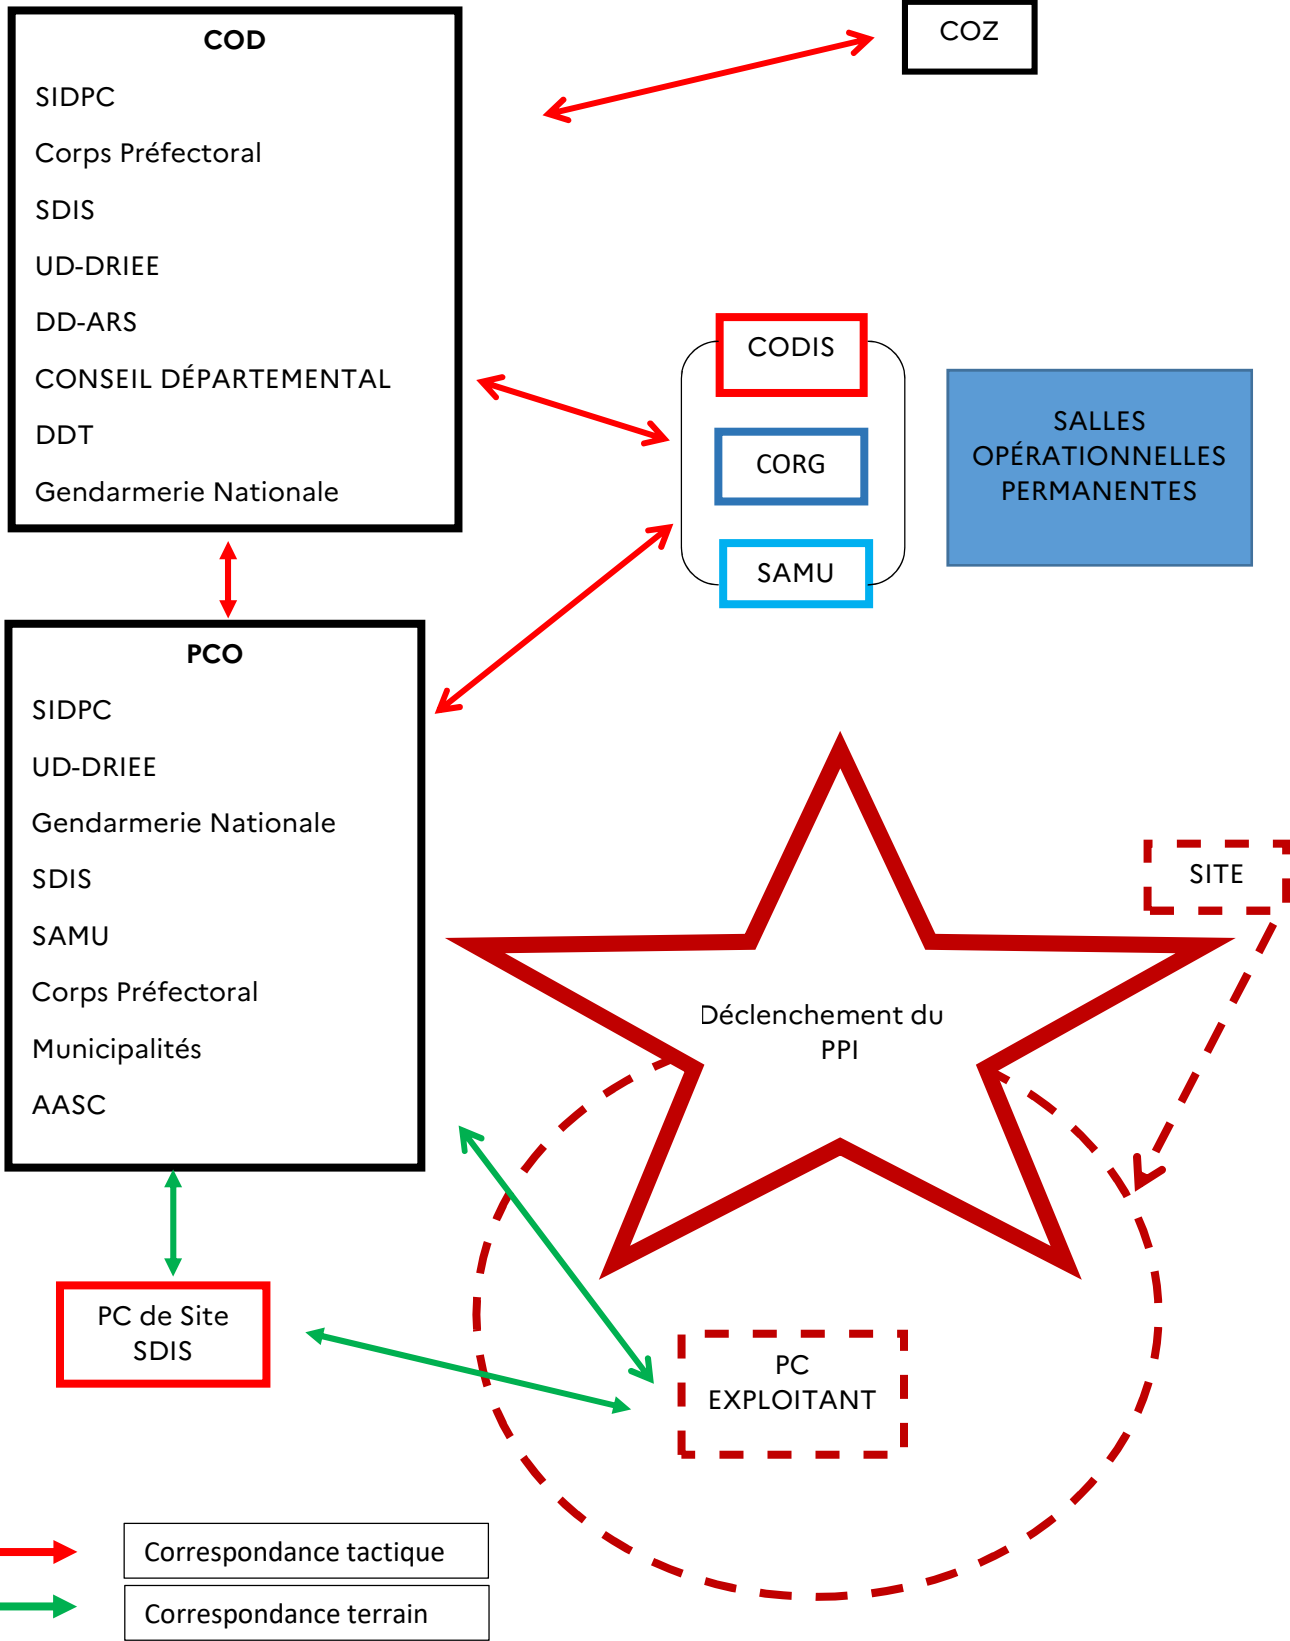 COD
SIDPC
Corps Préfectoral
SDIS
UD-DRIEE
DD-ARS
CONSEIL DÉPARTEMENTAL
DDT
Gendarmerie Nationale
COZ
CODIS
CORG
SAMU
SALLES
OPÉRATIONNELLES
PERMANENTES
PCO
SIDPC
UD-DRIEE
Gendarmerie Nationale
SDIS
SAMU
Corps Préfectoral
Municipalités
AASC
SITE
Déclenchement du
PPI
PC de Site
SDIS
PC
EXPLOITANT
Correspondance tactique
Correspondance terrain